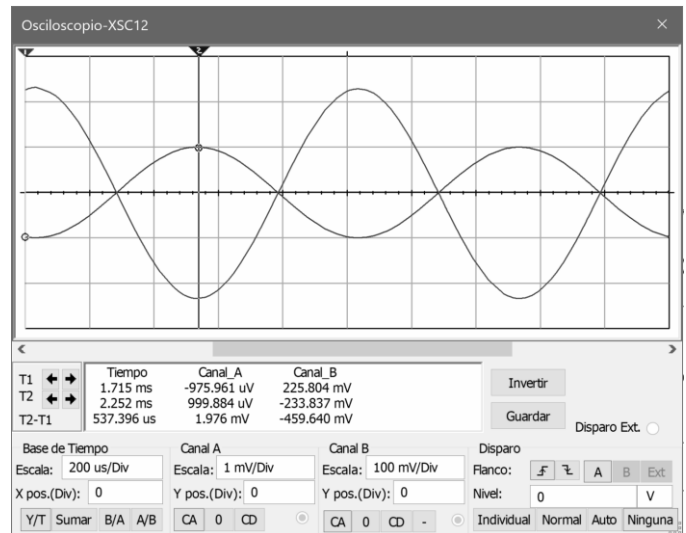 Osciloscopio-XSC12
1
2
Tiempo Canal_A Canal_B
T1 1.715 ms -975.961 uV 225.804 mV
T2 2.252 ms 999.884 uV -233.837 mV
T2-T1 537.396 us 1.976 mV -459.640 mV
Invertir
Guardar
Disparo Ext.
Base de Tiempo Canal A Canal B Disparo
Escala: 200 us/Div Escala: 1 mV/Div Escala: 100 mV/Div Flanco: A B Ext
X pos.(Div): 0 Y pos.(Div): 0 Y pos.(Div): 0 Nivel: 0 V
Y/T Sumar B/A A/B CA 0 CD CA 0 CD - Individual Normal Auto Ninguna